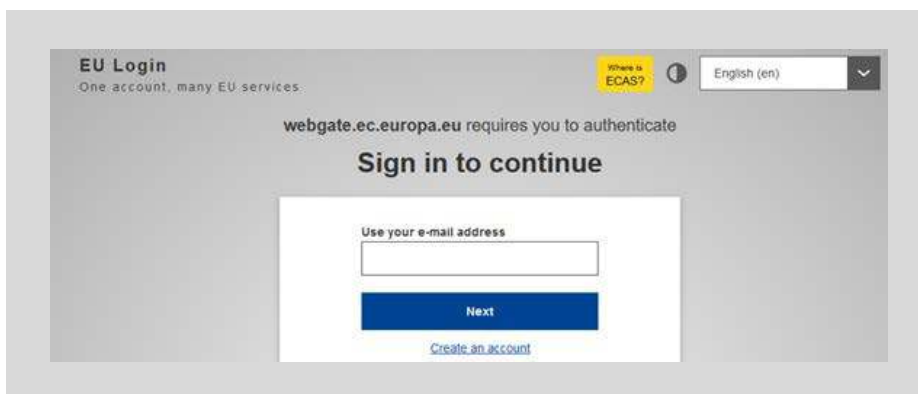 EU Login
One account, many EU services
Where is
ECAS?
English (en)
webgate.ec.europa.eu requires you to authenticate
Sign in to continue
Use your e-mail address
Next
Create an account